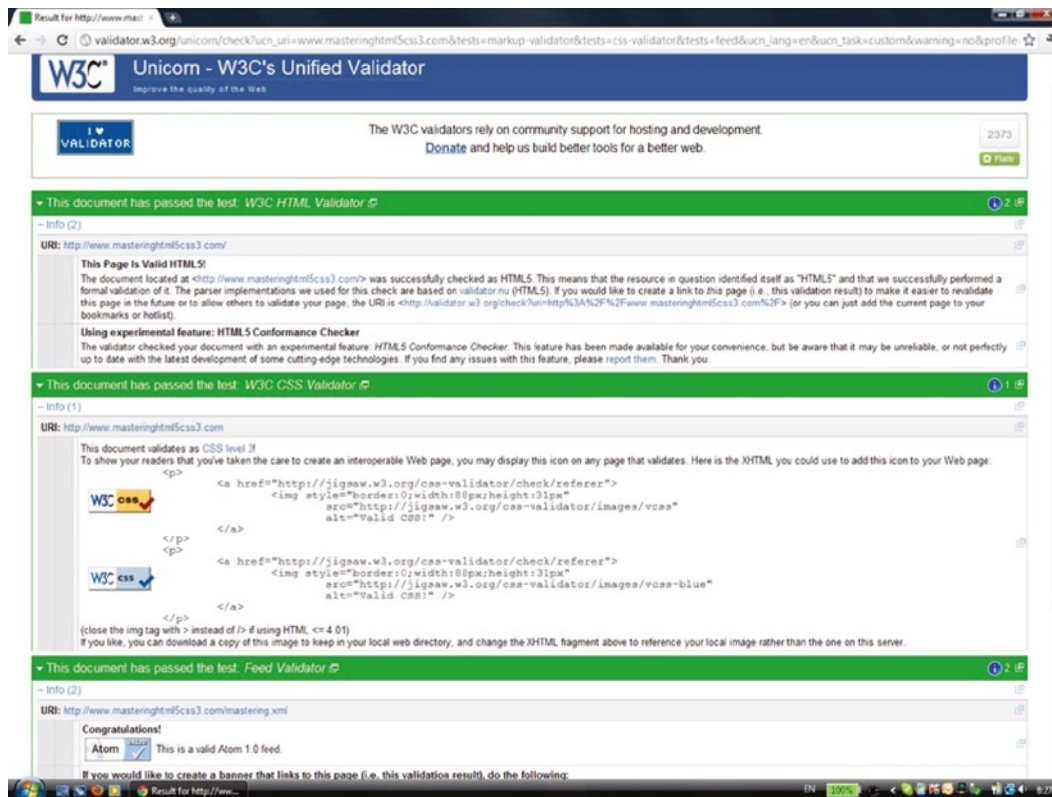 Result for http://www.mast
validator.w3.org/unicorn/check?ucn_uri=www.masteringhtml5css3.com&tests=markup-validator&tests=css-validator&tests=feed&ucn_lang=en&ucn_task=custom&warning=no&profile
W3C® Unicorn - W3C's Unified Validator
Improve the quality of the Web
I ♥
VALIDATOR
The W3C validators rely on community support for hosting and development.
Donate and help us build better tools for a better web.
2373
Flattr
This document has passed the test: W3C HTML Validator
2
– Info (2)
URI: http://www.masteringhtml5css3.com/
This Page Is Valid HTML5!
The document located at <http://www.masteringhtml5css3.com/> was successfully checked as HTML5. This means that the resource in question identified itself as "HTML5" and that we successfully performed a
formal validation of it. The parser implementations we used for this check are based on validator.nu (HTML5). If you would like to create a link to this page (i.e., this validation result) to make it easier to revalidate
this page in the future or to allow others to validate your page, the URI is <http://validator.w3.org/check?uri=http%3A%2F%2Fwww.masteringhtml5css3.com%2F> (or you can just add the current page to your
bookmarks or hotlist).
Using experimental feature: HTML5 Conformance Checker
The validator checked your document with an experimental feature: HTML5 Conformance Checker. This feature has been made available for your convenience, but be aware that it may be unreliable, or not perfectly
up to date with the latest development of some cutting-edge technologies. If you find any issues with this feature, please report them. Thank you.
This document has passed the test: W3C CSS Validator
1
– Info (1)
URI: http://www.masteringhtml5css3.com
This document validates as CSS level 3!
To show your readers that you've taken the care to create an interoperable Web page, you may display this icon on any page that validates. Here is the XHTML you could use to add this icon to your Web page:
<p>
<a href="http://jigsaw.w3.org/css-validator/check/referer">
W3C css
<img style="border:0;width:88px;height:31px"
src="http://jigsaw.w3.org/css-validator/images/vcss"
alt="Valid CSS!" />
</a>
</p>
<p>
<a href="http://jigsaw.w3.org/css-validator/check/referer">
W3C css
<img style="border:0;width:88px;height:31px"
src="http://jigsaw.w3.org/css-validator/images/vcss-blue"
alt="Valid CSS!" />
</a>
</p>
(close the img tag with > instead of /> if using HTML <= 4.01)
If you like, you can download a copy of this image to keep in your local web directory, and change the XHTML fragment above to reference your local image rather than the one on this server.
This document has passed the test: Feed Validator
2
– Info (2)
URI: http://www.masteringhtml5css3.com/mastering.xml
Congratulations!
Atom This is a valid Atom 1.0 feed.
If you would like to create a banner that links to this page (i.e. this validation result), do the following:
Result for http://ww...
EN 100% 8:27